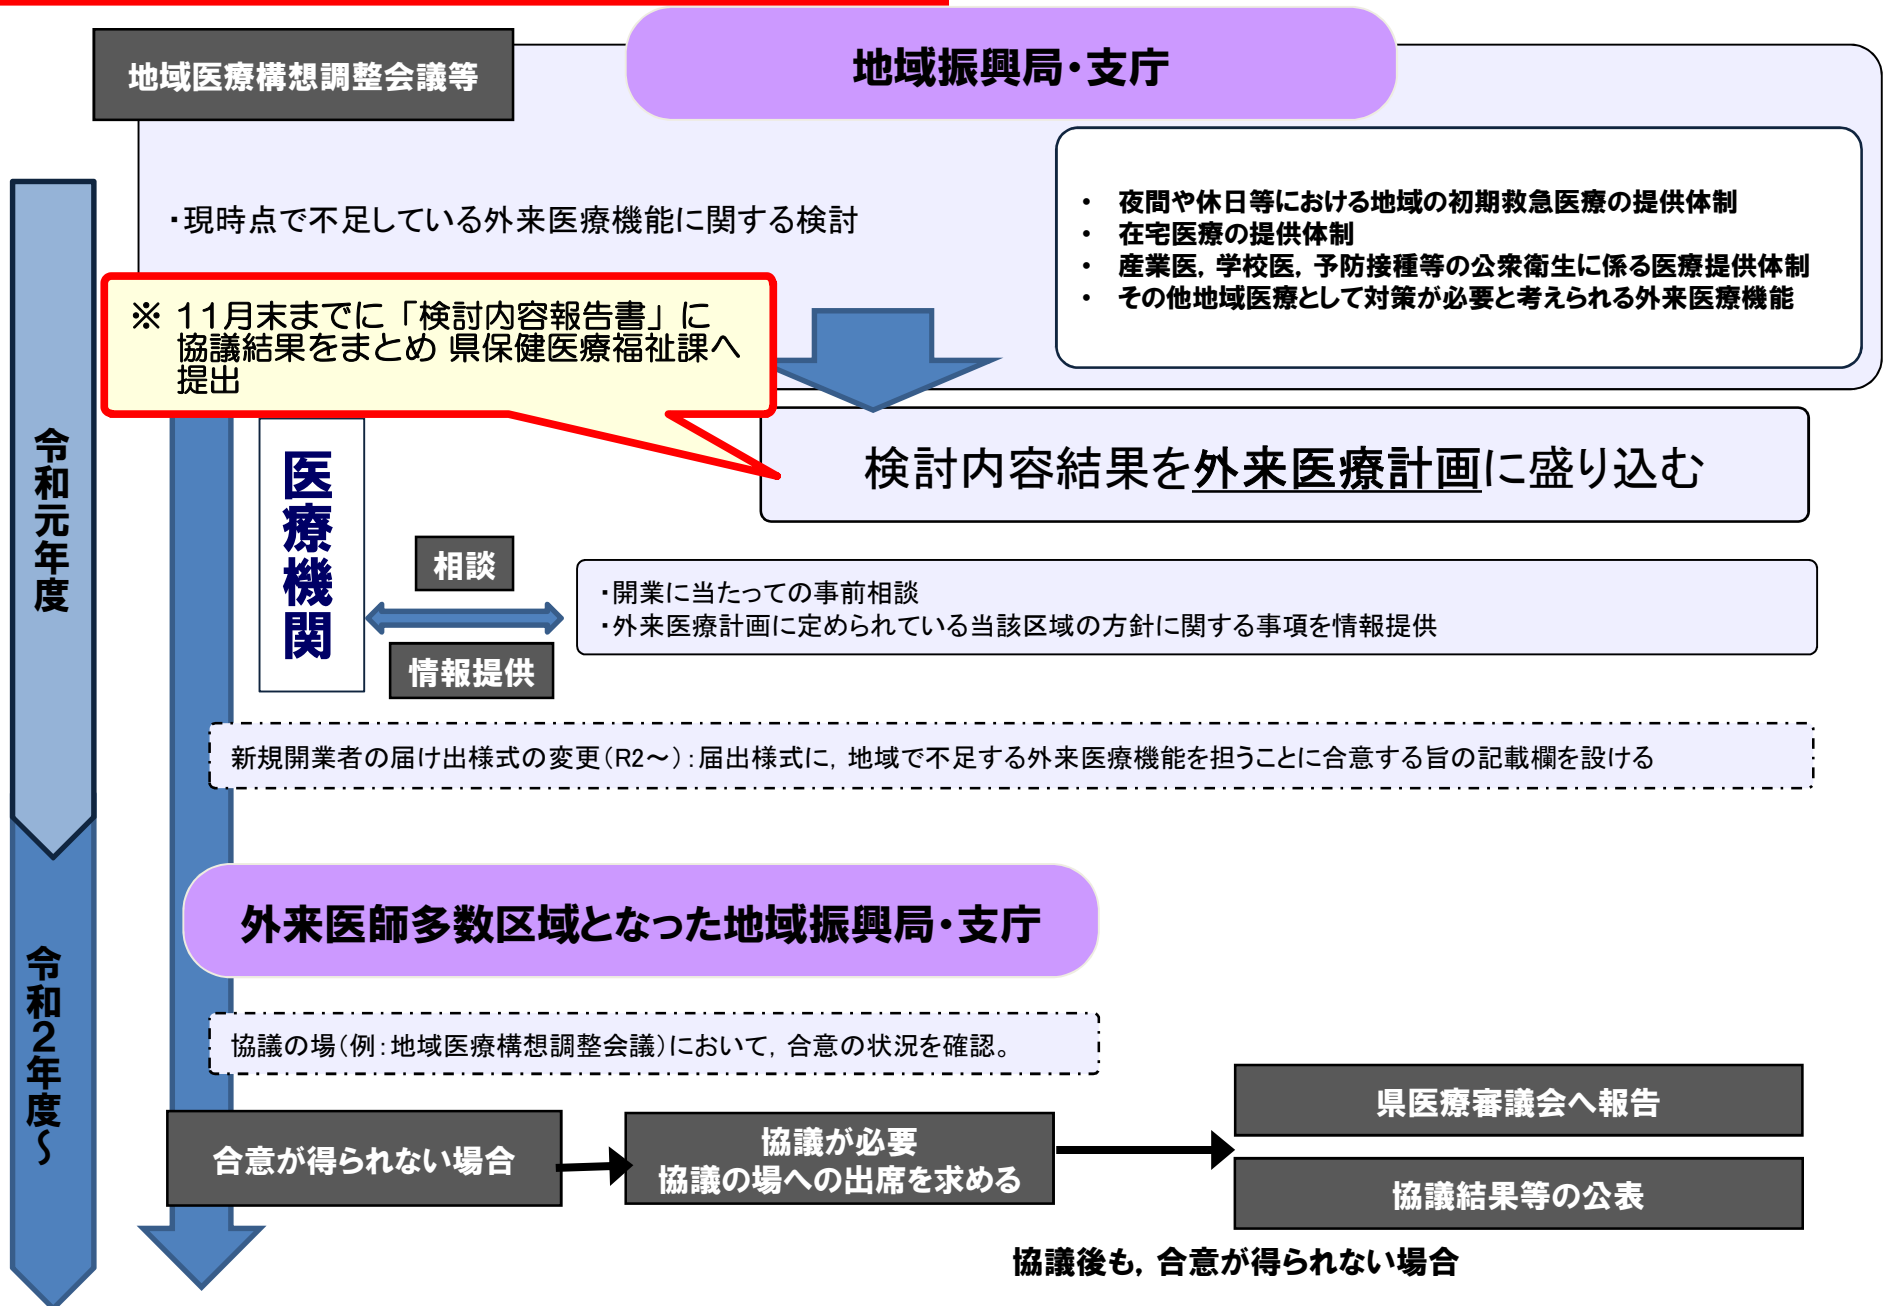 地域医療構想調整会議等
地域振興局・支庁
・現時点で不足している外来医療機能に関する検討
・ 夜間や休日等における地域の初期救急医療の提供体制
・ 在宅医療の提供体制
・ 産業医，学校医，予防接種等の公衆衛生に係る医療提供体制
・ その他地域医療として対策が必要と考えられる外来医療機能
※ 11月末までに「検討内容報告書」に
協議結果をまとめ 県保健医療福祉課へ
提出
検討内容結果を外来医療計画に盛り込む
令和元年度
医療機関
相談
情報提供
・開業に当たっての事前相談
・外来医療計画に定められている当該区域の方針に関する事項を情報提供
新規開業者の届け出様式の変更（R2～）：届出様式に，地域で不足する外来医療機能を担うことに合意する旨の記載欄を設ける
令和２年度～
外来医師多数区域となった地域振興局・支庁
協議の場（例：地域医療構想調整会議）において，合意の状況を確認。
合意が得られない場合
協議が必要
協議の場への出席を求める
県医療審議会へ報告
協議結果等の公表
協議後も，合意が得られない場合